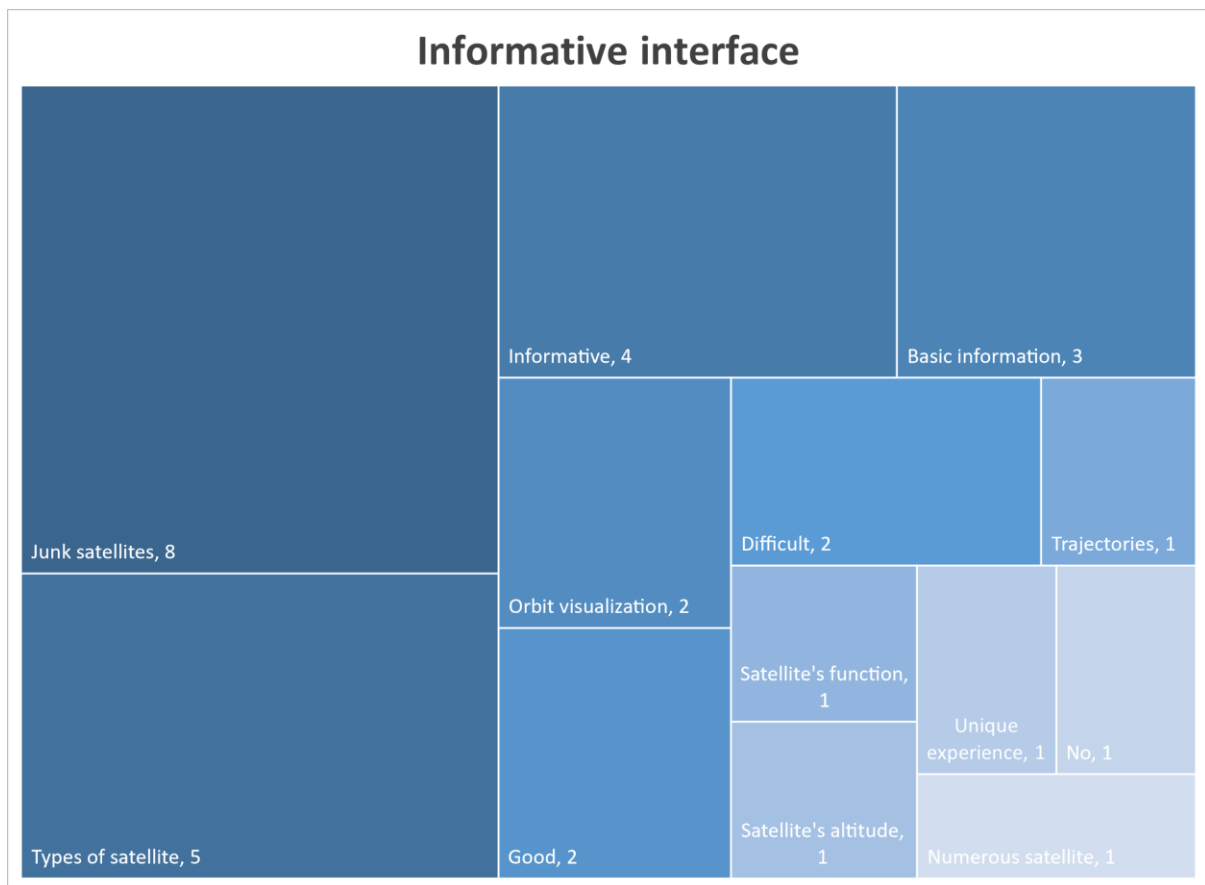 Informative interface
Informative, 4
Basic information, 3
Junk satellites, 8
Difficult, 2
Trajectories, 1
Orbit visualization, 2
Satellite's function,
1
Unique
experience, 1
No, 1
Types of satellite, 5
Good, 2
Satellite's altitude,
1
Numerous satellite, 1